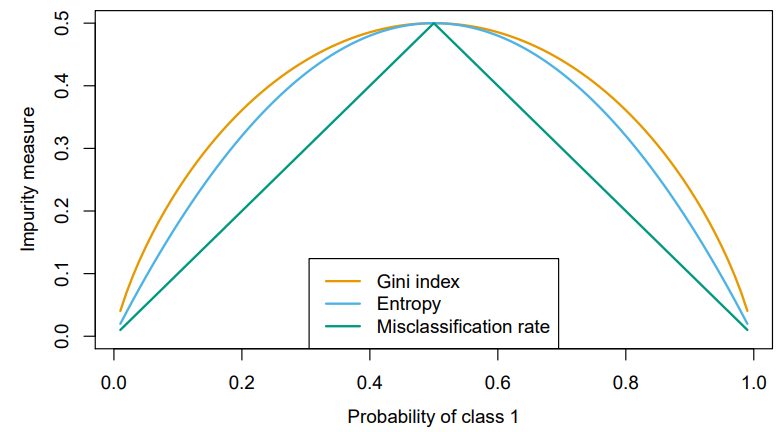 Impurity measure
0.5
0.4
0.3
0.2
0.1
0.0
Gini index
Entropy
Misclassification rate
0.0 0.2 0.4 0.6 0.8 1.0
Probability of class 1